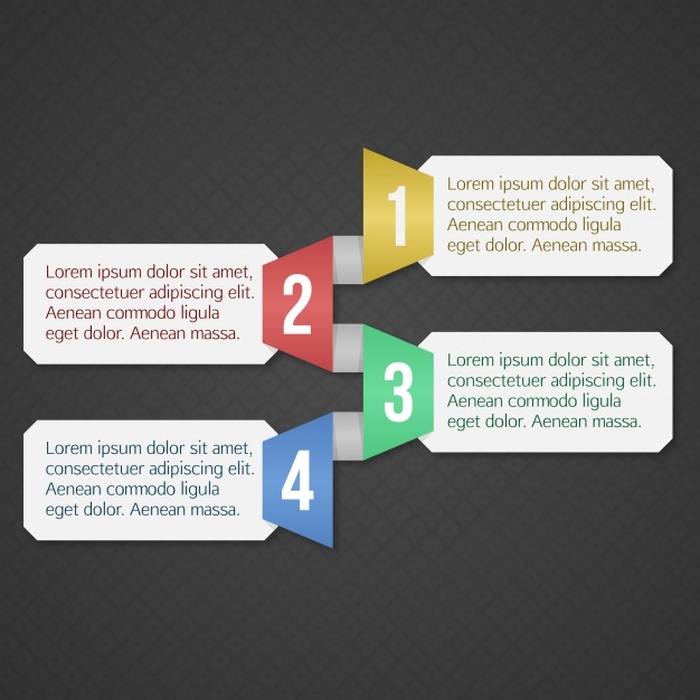 1
Lorem ipsum dolor sit amet,
consectetuer adipiscing elit.
Aenean commodo ligula
eget dolor. Aenean massa.
2
Lorem ipsum dolor sit amet,
consectetuer adipiscing elit.
Aenean commodo ligula
eget dolor. Aenean massa.
3
Lorem ipsum dolor sit amet,
consectetuer adipiscing elit.
Aenean commodo ligula
eget dolor. Aenean massa.
4
Lorem ipsum dolor sit amet,
consectetuer adipiscing elit.
Aenean commodo ligula
eget dolor. Aenean massa.